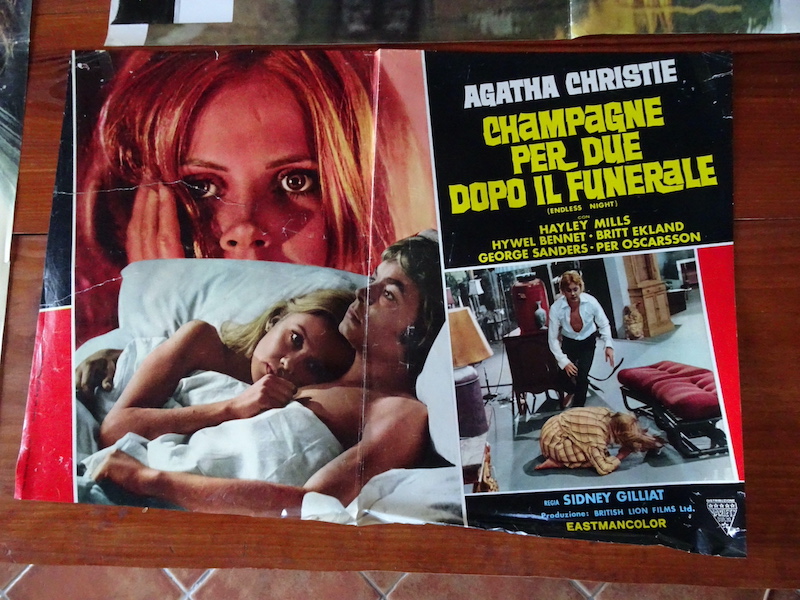 AGATHA CHRISTIE
CHAMPAGNE
PER DUE
DOPO IL FUNERALE
(ENDLESS NIGHT)
CON
HAYLEY MILLS
HYWEL BENNET • BRITT EKLAND
GEORGE SANDERS • PER OSCARSSON
REGIA SIDNEY GILLIAT
Produzione: BRITISH LION FILMS Ltd.
EASTMANCOLOR
DISTRIBUZIONE